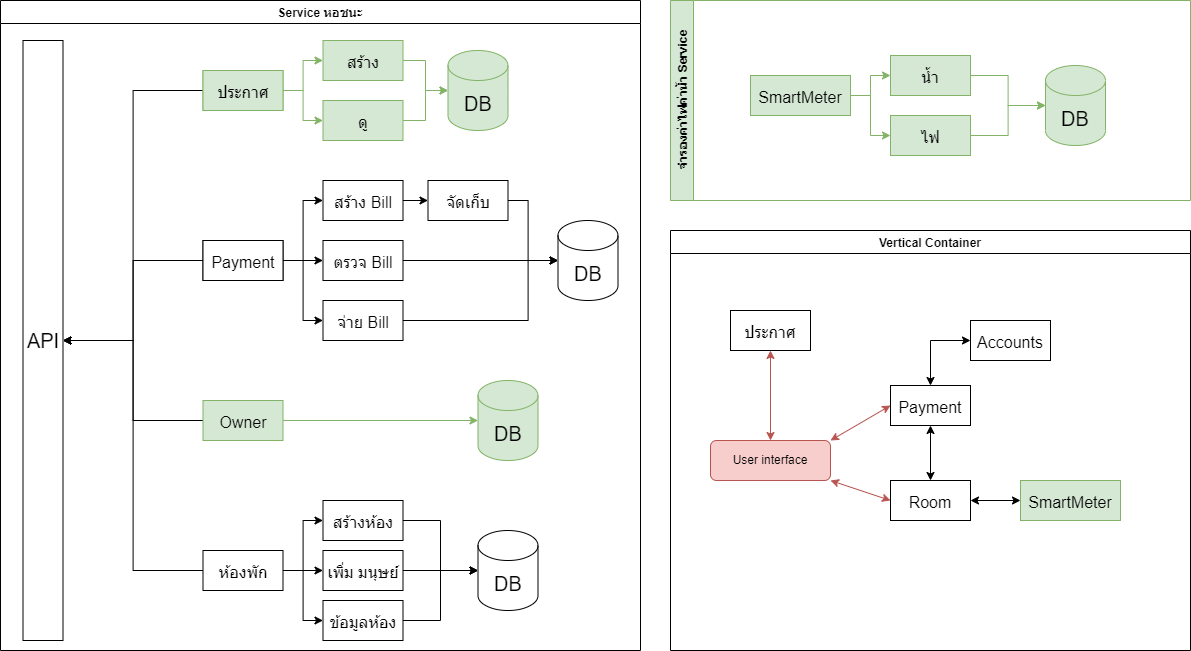 Service หอชนะ
API
ประกาศ
สร้าง
ดู
DB
Payment
สร้าง Bill
จัดเก็บ
ตรวจ Bill
จ่าย Bill
DB
Owner
DB
ห้องพัก
สร้างห้อง
เพิ่ม มนุษย์
ข้อมูลห้อง
DB
สำรองค่าไฟค่าน้ำ Service
SmartMeter
น้ำ
ไฟ
DB
Vertical Container
ประกาศ
Accounts
Payment
User interface
Room
SmartMeter